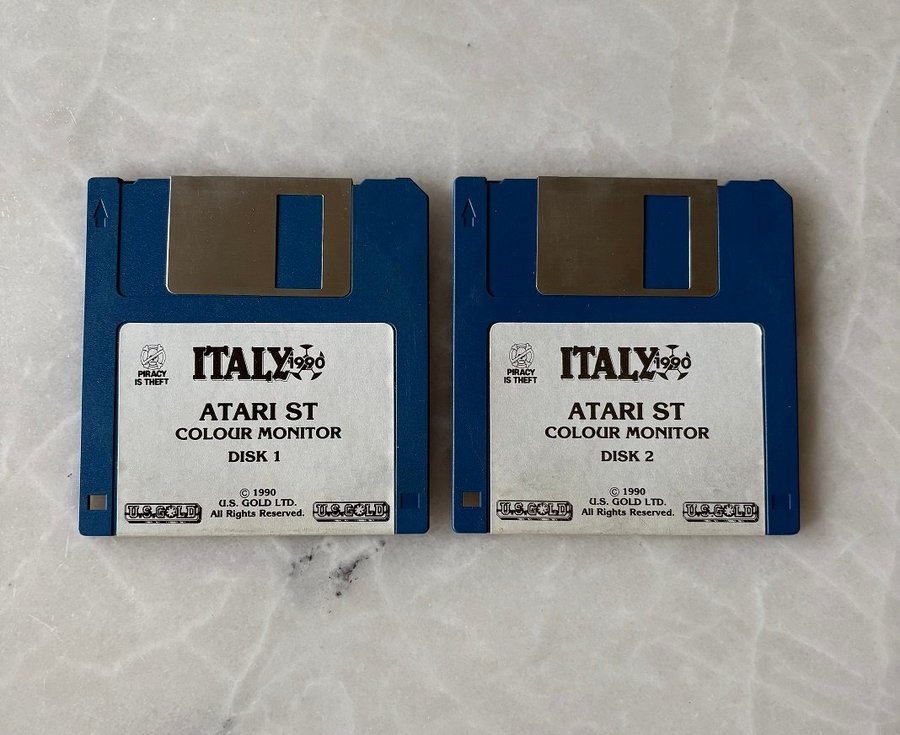 PIRACY
IS THEFT
ITALY 1990
ATARI ST
COLOUR MONITOR
DISK 1
© 1990
U.S. GOLD LTD.
All Rights Reserved.
U.S. GOLD
U.S. GOLD
PIRACY
IS THEFT
ITALY 1990
ATARI ST
COLOUR MONITOR
DISK 2
© 1990
U.S. GOLD LTD.
All Rights Reserved.
U.S. GOLD
U.S. GOLD